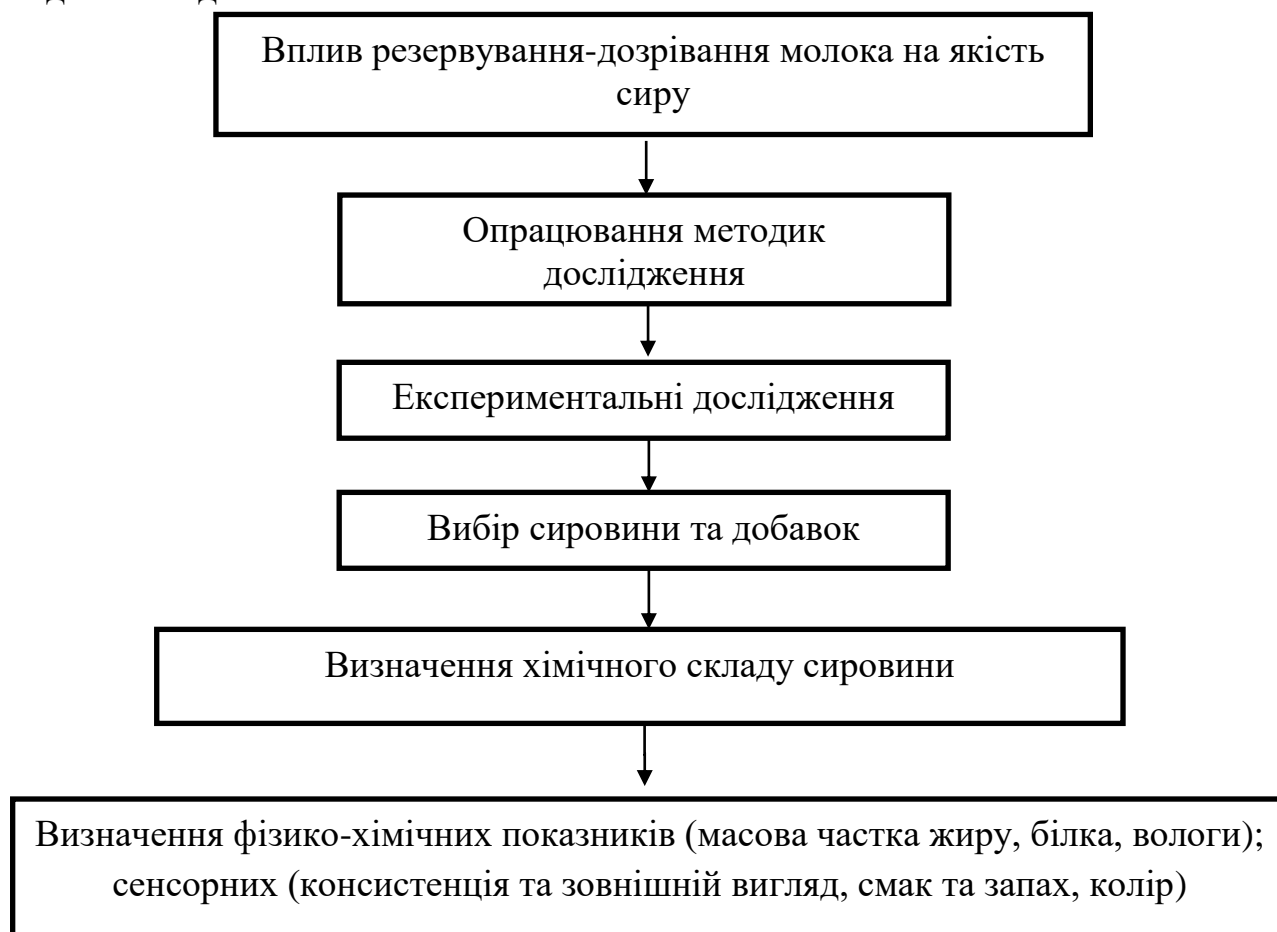 Вплив резервування-дозрівання молока на якість
сиру
Опрацювання методик
дослідження
Експериментальні дослідження
Вибір сировини та добавок
Визначення хімічного складу сировини
Визначення фізико-хімічних показників (масова частка жиру, білка, вологи);
сенсорних (консистенція та зовнішній вигляд, смак та запах, колір)